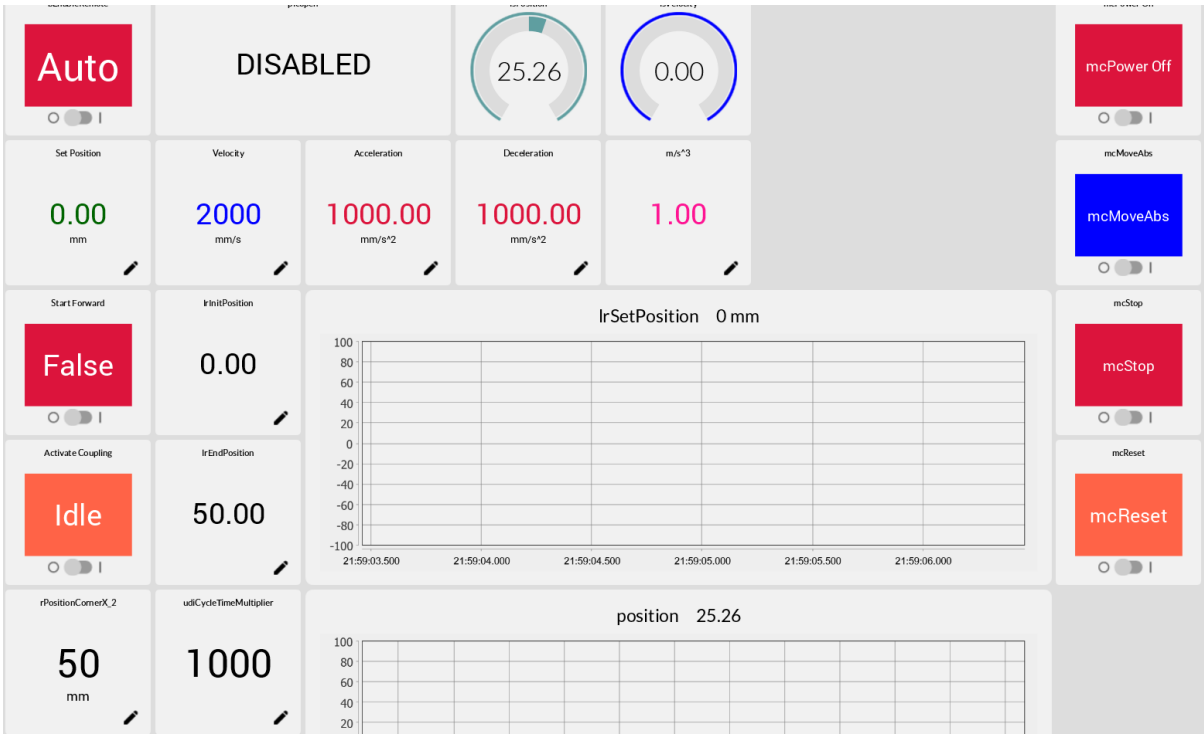 Auto
O I
DISABLED
25.26
0.00
mcPower Off
O I
Set Position
0.00
mm
Velocity
2000
mm/s
Acceleration
1000.00
mm/s^2
Deceleration
1000.00
mm/s^2
m/s^3
1.00
mcMoveAbs
mcMoveAbs
O I
Start Forward
False
O I
lrInitPosition
0.00
lrSetPosition 0 mm
100
80
60
40
20
0
-20
-40
-60
-80
-100
21:59:03.500 21:59:04.000 21:59:04.500 21:59:05.000 21:59:05.500 21:59:06.000
mcStop
mcStop
O I
Activate Coupling
Idle
O I
lrEndPosition
50.00
mcReset
mcReset
O I
rPositionCornerX_2
50
mm
udiCycleTimeMultiplier
1000
position 25.26
100
80
60
40
20